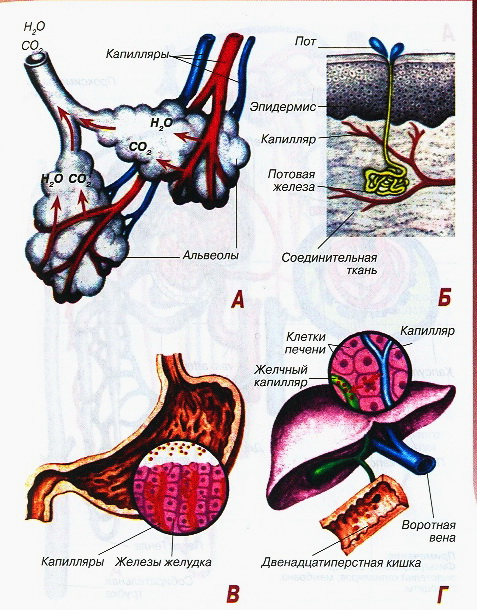 H₂O
CO₂
Капилляры
H₂O
CO₂
H₂O CO₂
Альвеолы
А
Пот
Эпидермис
Капилляр
Потовая
железа
Соединительная
ткань
Б
Капилляры
Железы желудка
В
Клетки
печени
Капилляр
Желчный
капилляр
Воротная
вена
Двенадцатиперстная кишка
Г